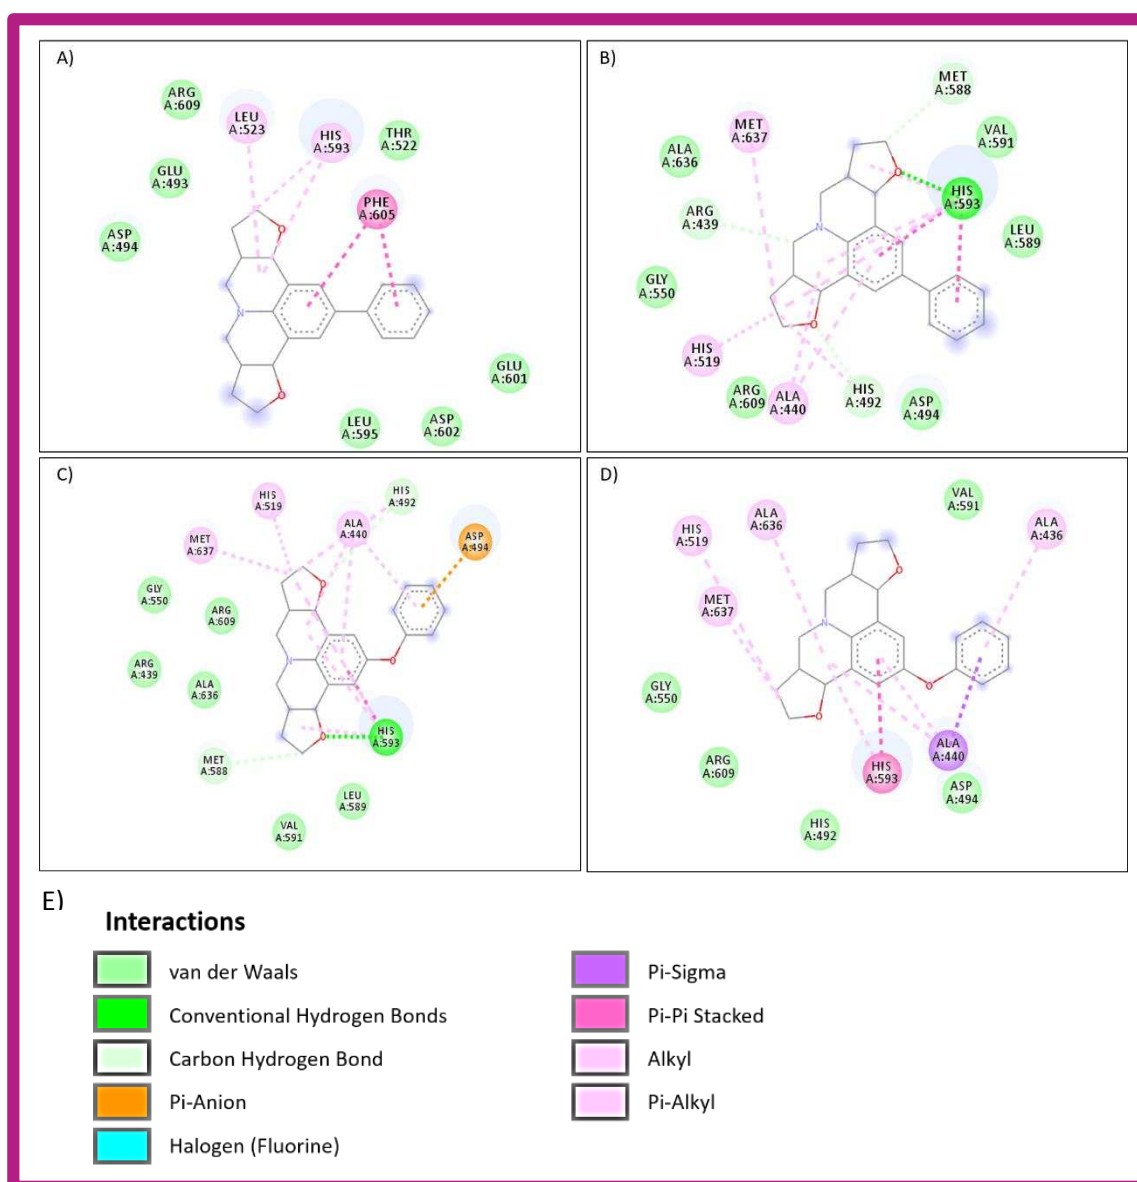 A)
ARG
A:609
LEU
A:523
HIS
A:593
THR
A:522
GLU
A:493
PHE
A:605
ASP
A:494
O
N
O
GLU
A:601
LEU
A:595
ASP
A:602
B)
MET
A:588
MET
A:637
VAL
A:591
ALA
A:636
HIS
A:593
O
ARG
A:439
N
LEU
A:589
GLY
A:550
O
HIS
A:519
ARG
A:609
ALA
A:440
HIS
A:492
ASP
A:494
C)
HIS
A:519
HIS
A:492
ALA
A:440
MET
A:637
ASP
A:494
GLY
A:550
ARG
A:609
O
ARG
A:439
N
O
ALA
A:636
O
HIS
A:593
MET
A:588
LEU
A:589
VAL
A:591
D)
VAL
A:591
HIS
A:519
ALA
A:636
ALA
A:436
O
MET
A:637
N
GLY
A:550
O
O
ARG
A:609
HIS
A:593
ALA
A:440
ASP
A:494
HIS
A:492
E)
Interactions
van der Waals
Conventional Hydrogen Bonds
Carbon Hydrogen Bond
Pi-Anion
Halogen (Fluorine)
Pi-Sigma
Pi-Pi Stacked
Alkyl
Pi-Alkyl